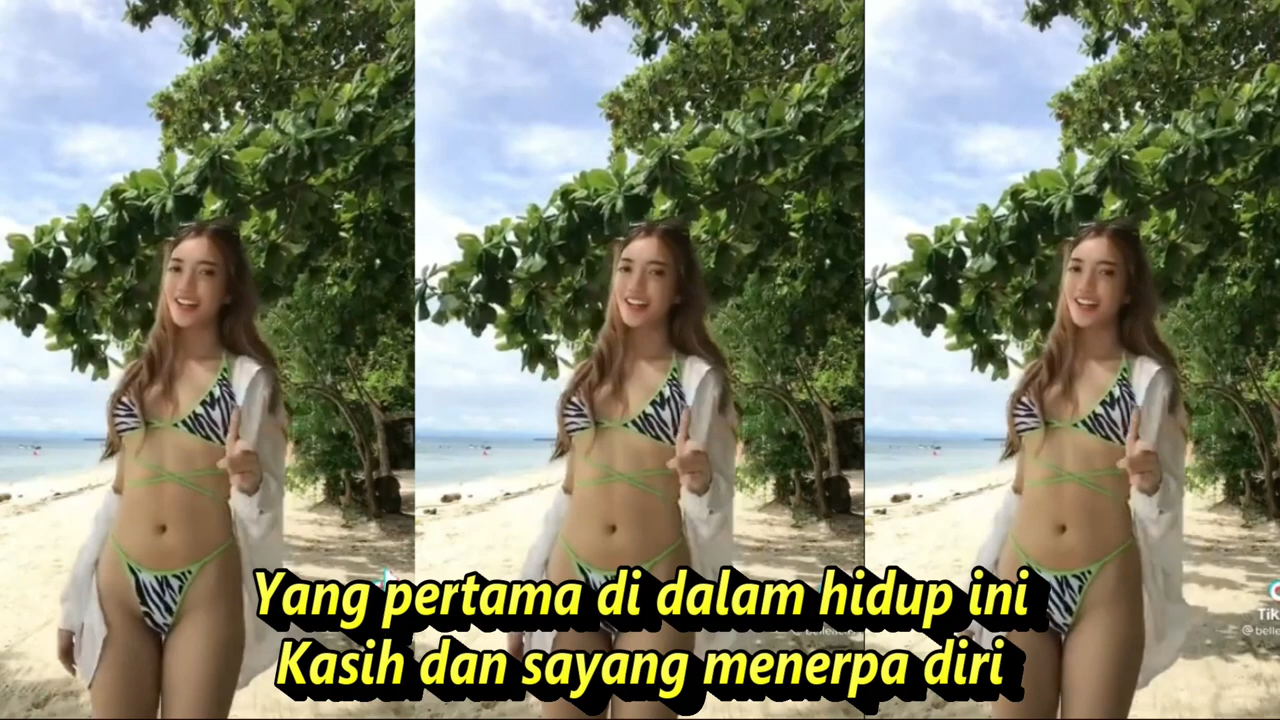 Yang pertama di dalam hidup ini
Kasih dan sayang menerpa diri